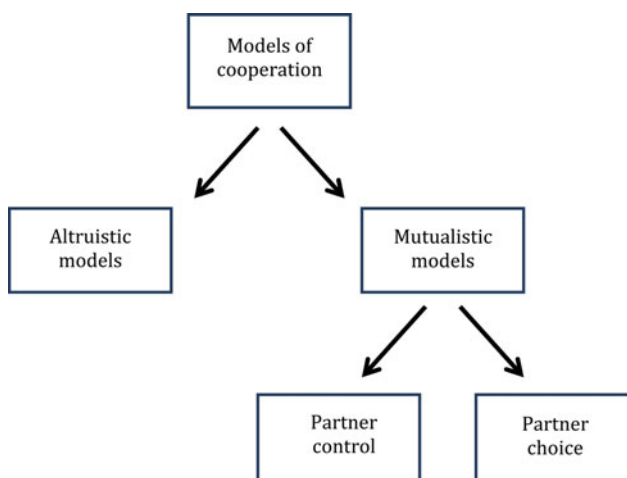 Models of
cooperation
Altruistic
models
Mutualistic
models
Partner
control
Partner
choice